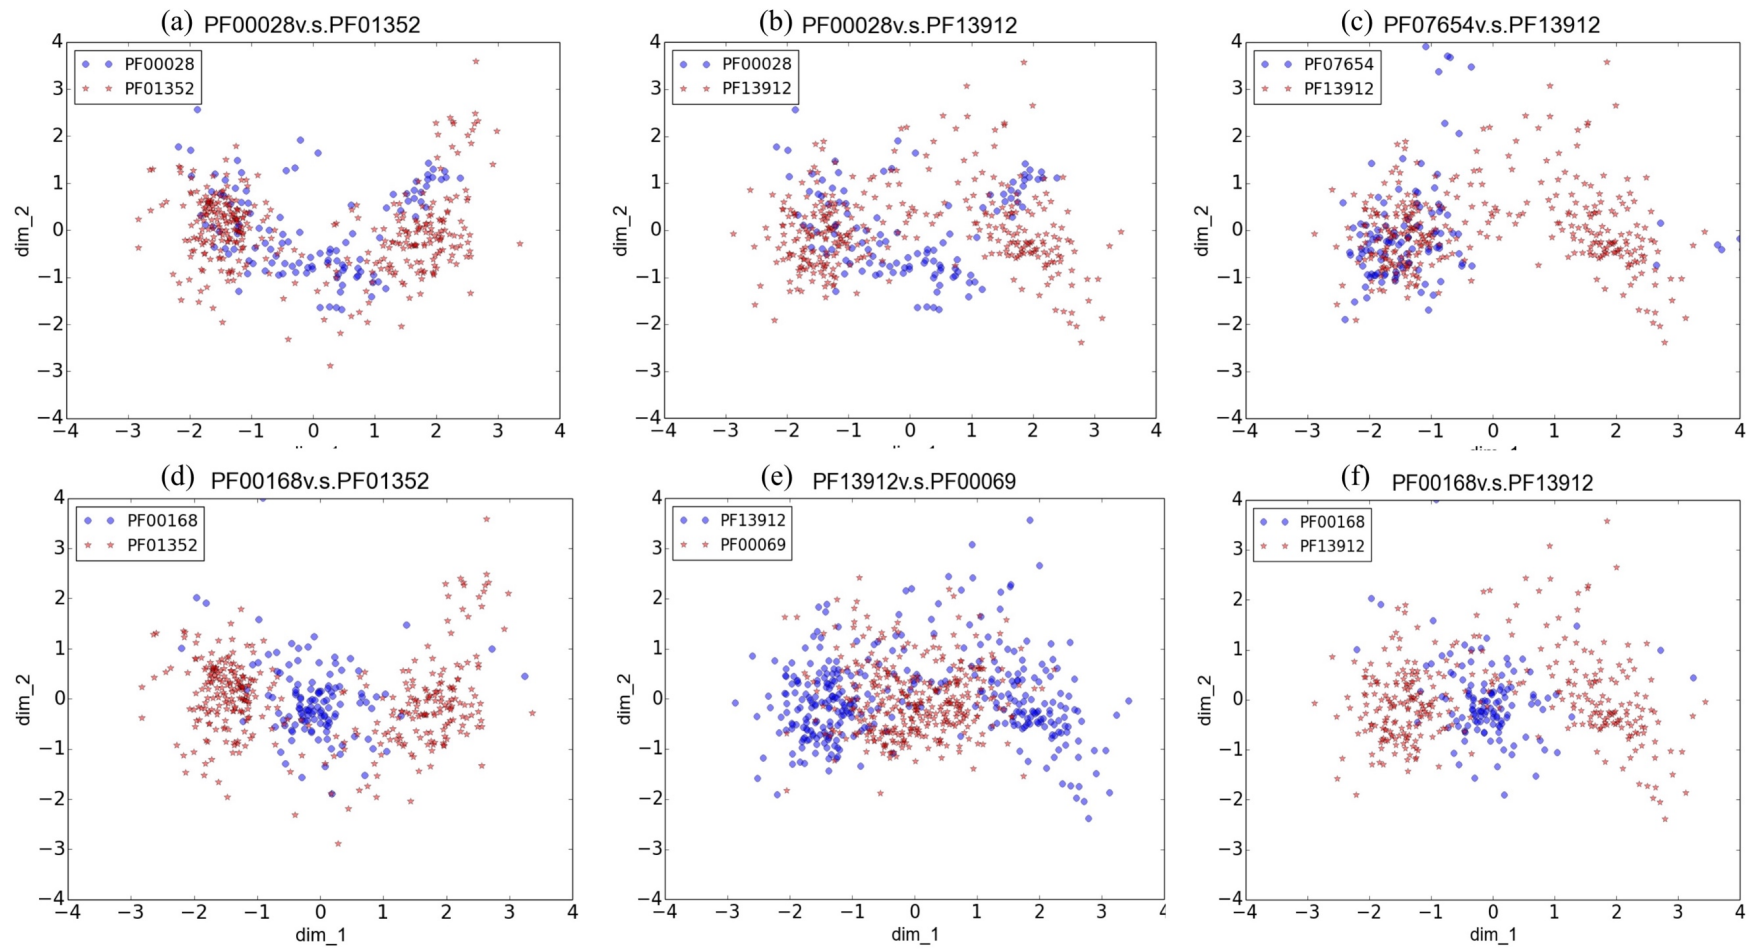 (a) PF00028v.s.PF01352
PF00028
PF01352
4
3
2
1
0
−1
−2
−3
−4
dim_2
−4 −3 −2 −1 0 1 2 3 4
(b) PF00028v.s.PF13912
PF00028
PF13912
4
3
2
1
0
−1
−2
−3
−4
dim_2
−4 −3 −2 −1 0 1 2 3 4
(c) PF07654v.s.PF13912
PF07654
PF13912
4
3
2
1
0
−1
−2
−3
−4
dim_2
−4 −3 −2 −1 0 1 2 3 4
(d) PF00168v.s.PF01352
PF00168
PF01352
4
3
2
1
0
−1
−2
−3
−4
dim_2
−4 −3 −2 −1 0 1 2 3 4
dim_1
(e) PF13912v.s.PF00069
PF13912
PF00069
4
3
2
1
0
−1
−2
−3
−4
dim_2
−4 −3 −2 −1 0 1 2 3
dim_1
(f) PF00168v.s.PF13912
PF00168
PF13912
4
3
2
1
0
−1
−2
−3
−4
dim_2
−4 −3 −2 −1 0 1 2 3 4
dim_1